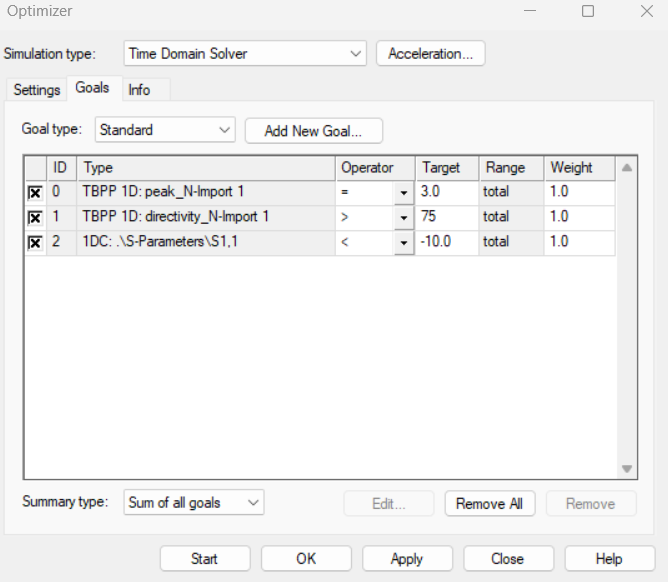 Optimizer
Simulation type: Time Domain Solver Acceleration...
Settings Goals Info
Goal type: Standard Add New Goal...
ID Type Operator Target Range Weight
0 TBPP 1D: peak_N-Import 1 = 3.0 total 1.0
1 TBPP 1D: directivity_N-Import 1 > 75 total 1.0
2 1DC: .\S-Parameters\S1,1 < -10.0 total 1.0
Summary type: Sum of all goals Edit... Remove All Remove
Start OK Apply Close Help